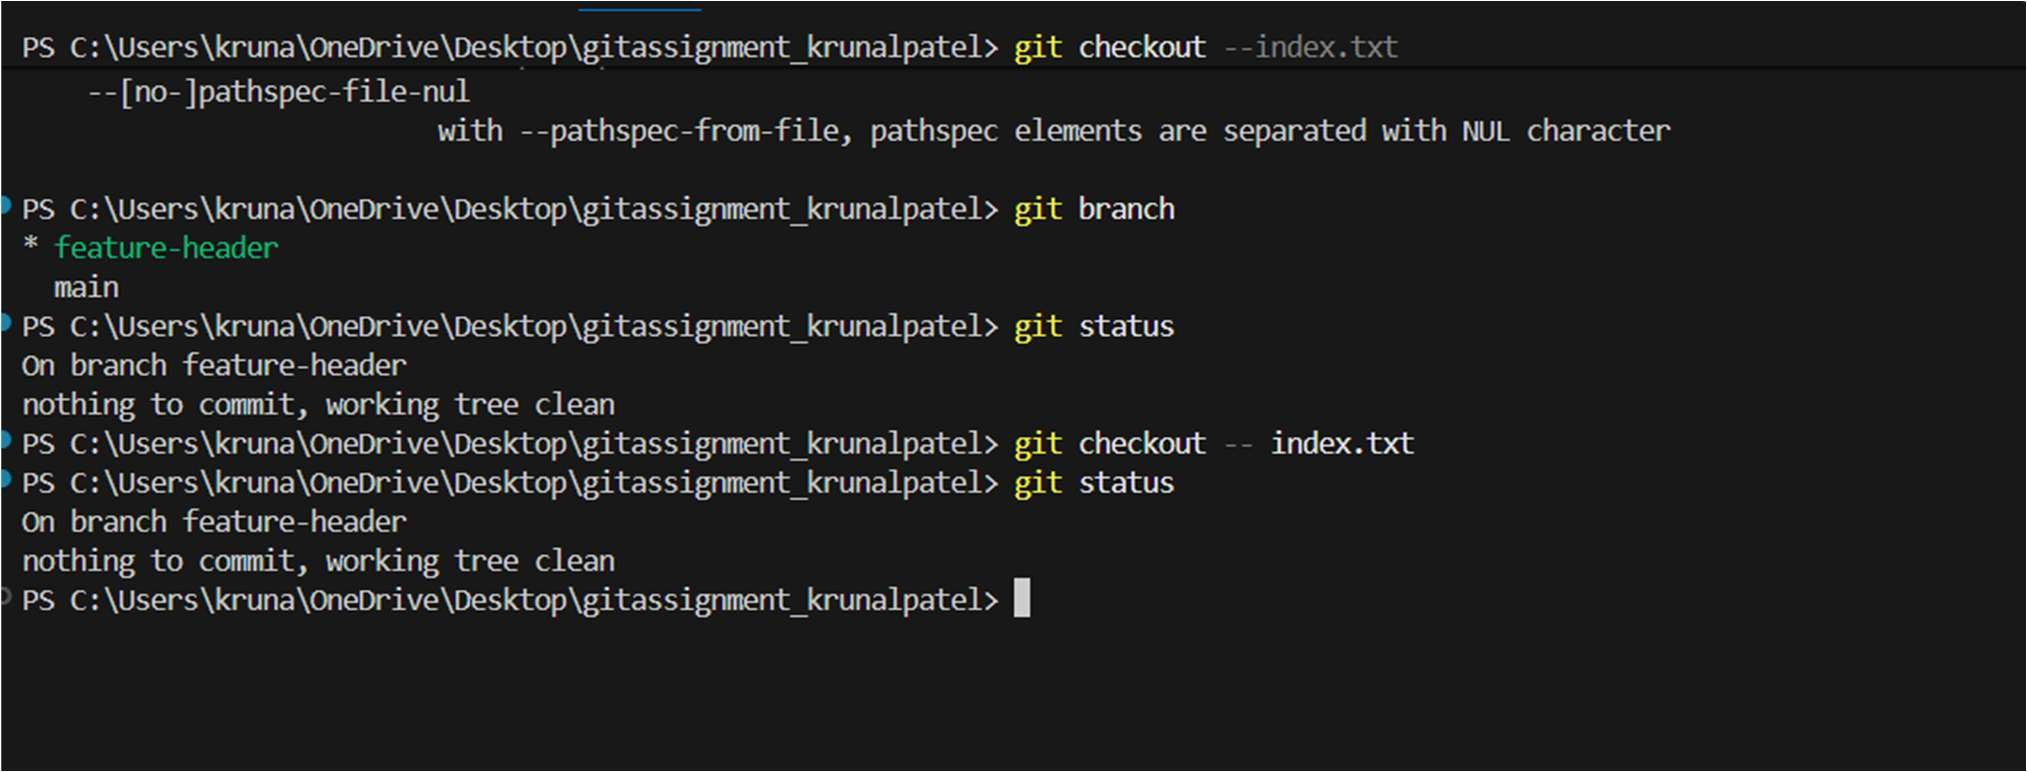 PS C:\Users\kruna\OneDrive\Desktop\gitassignment_krunalpatel> git checkout --index.txt
--[no-]pathspec-file-nul
with --pathspec-from-file, pathspec elements are separated with NUL character
PS C:\Users\kruna\OneDrive\Desktop\gitassignment_krunalpatel> git branch
* feature-header
main
PS C:\Users\kruna\OneDrive\Desktop\gitassignment_krunalpatel> git status
On branch feature-header
nothing to commit, working tree clean
PS C:\Users\kruna\OneDrive\Desktop\gitassignment_krunalpatel> git checkout -- index.txt
PS C:\Users\kruna\OneDrive\Desktop\gitassignment_krunalpatel> git status
On branch feature-header
nothing to commit, working tree clean
PS C:\Users\kruna\OneDrive\Desktop\gitassignment_krunalpatel>